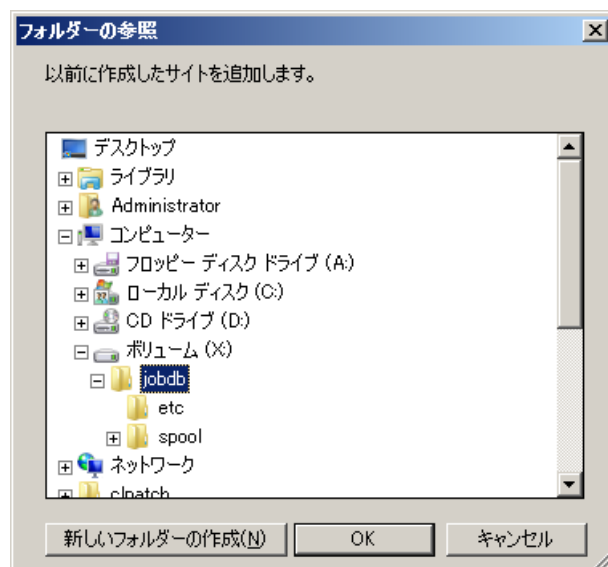 フォルダーの参照
以前に作成したサイトを追加します。
デスクトップ
ライブラリ
Administrator
コンピューター
フロッピー ディスク ドライブ (A:)
ローカル ディスク (C:)
CD ドライブ (D:)
ボリューム (X:)
jobdb
etc
spool
ネットワーク
clpatch
新しいフォルダーの作成(N)
OK
キャンセル